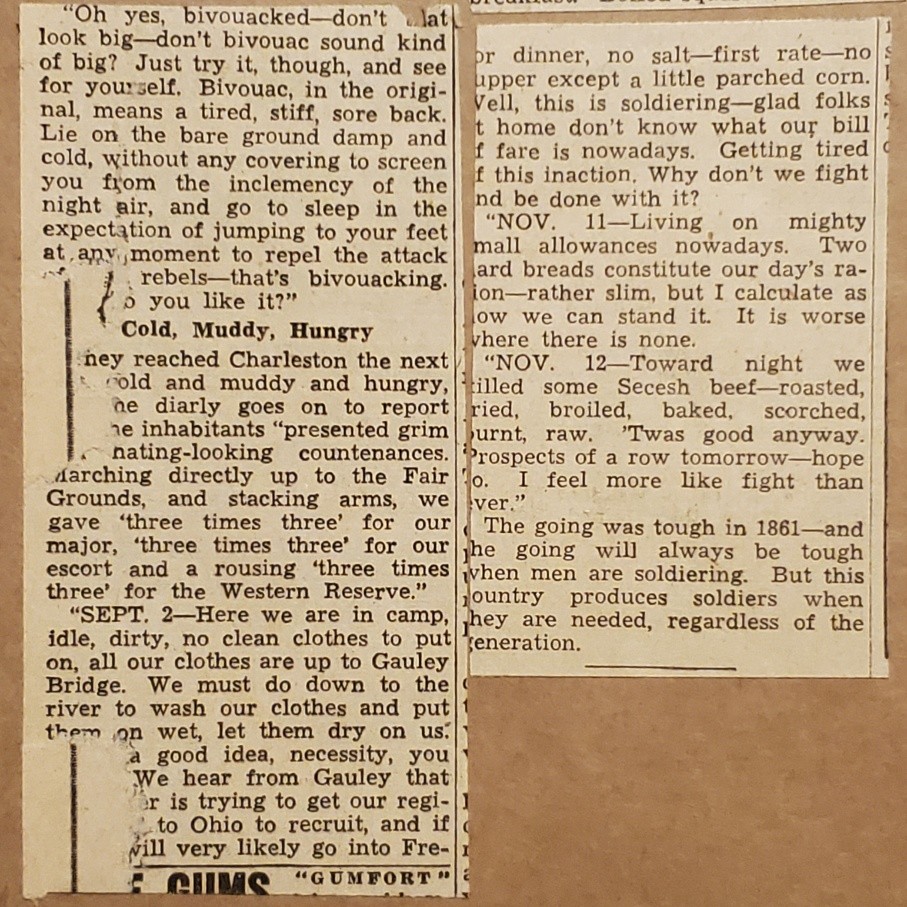 "Oh yes, bivouacked—don't at
look big—don't bivouac sound kind
of big? Just try it, though, and see
for yourself. Bivouac, in the origi-
nal, means a tired, stiff, sore back.
Lie on the bare ground damp and
cold, without any covering to screen
you from the inclemency of the
night air, and go to sleep in the
expectation of jumping to your feet
at any moment to repel the attack
rebels—that's bivouacking.
o you like it?"
Cold, Muddy, Hungry
hey reached Charleston the next
cold and muddy and hungry,
he diarly goes on to report
he inhabitants "presented grim
nating-looking countenances.
Marching directly up to the Fair
Grounds, and stacking arms, we
gave 'three times three' for our
major, 'three times three' for our
escort and a rousing 'three times
three' for the Western Reserve."
"SEPT. 2—Here we are in camp,
idle, dirty, no clean clothes to put
on, all our clothes are up to Gauley
Bridge. We must do down to the
river to wash our clothes and put
them on wet, let them dry on us.
a good idea, necessity, you
We hear from Gauley that
er is trying to get our regi-
to Ohio to recruit, and if
will very likely go into Fre-
GUMS "GUMFORT"
or dinner, no salt—first rate—no
upper except a little parched corn.
Well, this is soldiering—glad folks
t home don't know what our bill
f fare is nowadays. Getting tired
f this inaction. Why don't we fight
nd be done with it?
"NOV. 11—Living on mighty
mall allowances nowadays. Two
ard breads constitute our day's ra-
ion—rather slim, but I calculate as
ow we can stand it. It is worse
where there is none.
"NOV. 12—Toward night we
illed some Secesh beef—roasted,
ried, broiled, baked, scorched,
urnt, raw. 'Twas good anyway.
Prospects of a row tomorrow—hope
o. I feel more like fight than
ver."
The going was tough in 1861—and
he going will always be tough
when men are soldiering. But this
ountry produces soldiers when
hey are needed, regardless of the
eneration.